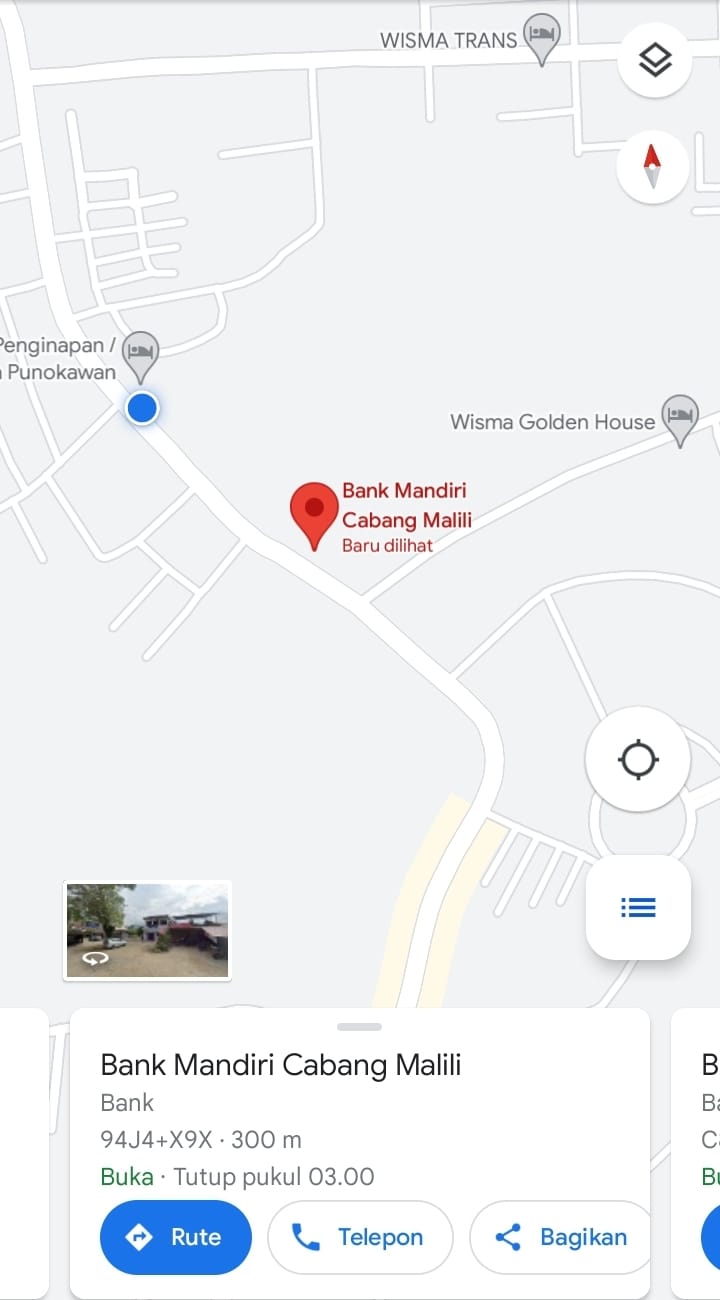 WISMA TRANS
Penginapan /
Punokawan
Wisma Golden House
Bank Mandiri
Cabang Malili
Baru dilihat
Bank Mandiri Cabang Malili
Bank
94J4+X9X · 300 m
Buka · Tutup pukul 03.00
Rute
Telepon
Bagikan